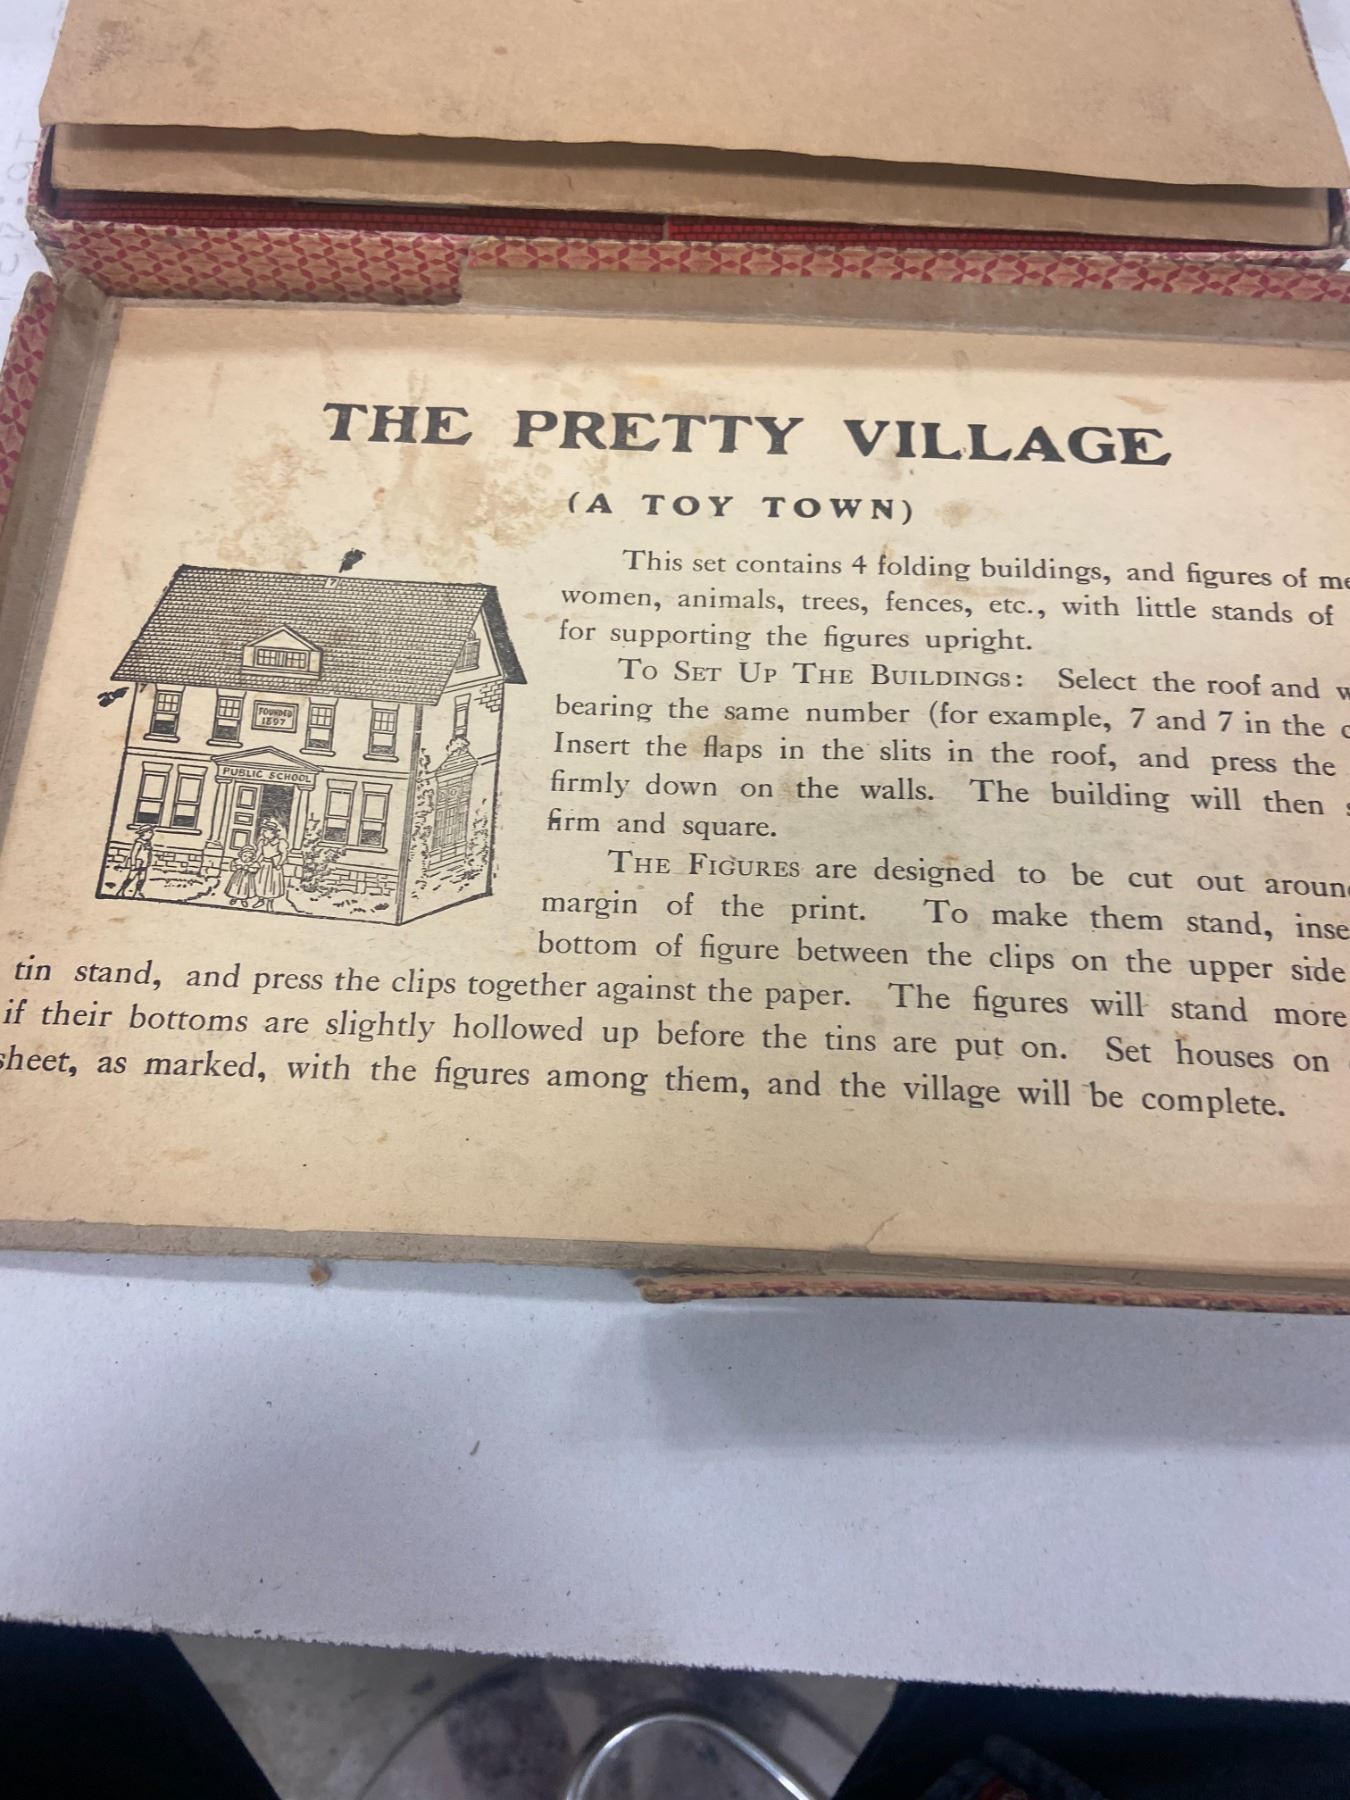 THE PRETTY VILLAGE
(A TOY TOWN)
This set contains 4 folding buildings, and figures of me
women, animals, trees, fences, etc., with little stands of
for supporting the figures upright.
To Set Up The Buildings: Select the roof and w
bearing the same number (for example, 7 and 7 in the c
Insert the flaps in the slits in the roof, and press the
firmly down on the walls. The building will then s
firm and square.
The Figures are designed to be cut out aroun
margin of the print. To make them stand, inse
bottom of figure between the clips on the upper side
tin stand, and press the clips together against the paper. The figures will stand more
if their bottoms are slightly hollowed up before the tins are put on. Set houses on
sheet, as marked, with the figures among them, and the village will be complete.
7
7
FOUNDED
1897
PUBLIC SCHOOL